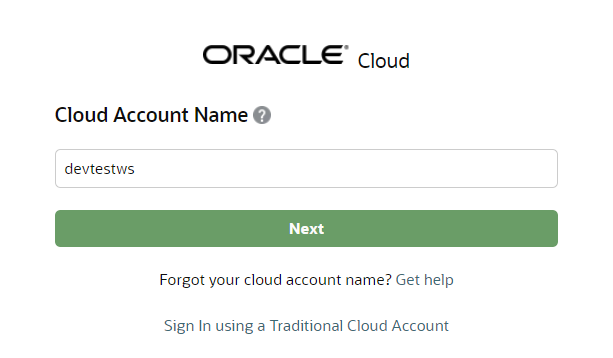 ORACLE® Cloud
Cloud Account Name ?
devtestws
Next
Forgot your cloud account name? Get help
Sign In using a Traditional Cloud Account